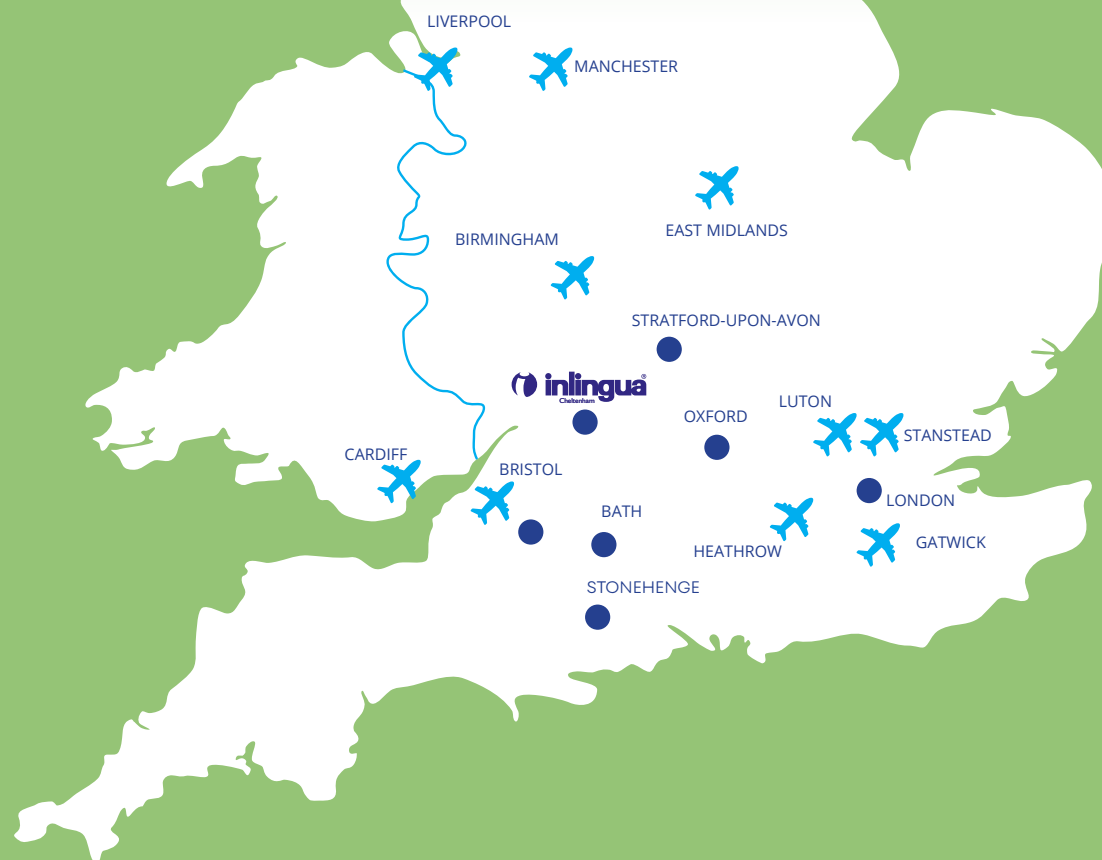 LIVERPOOL
MANCHESTER
EAST MIDLANDS
BIRMINGHAM
STRATFORD-UPON-AVON
inlingua®
Cheltenham
LUTON
OXFORD
STANSTEAD
CARDIFF
BRISTOL
LONDON
BATH
GATWICK
HEATHROW
STONEHENGE